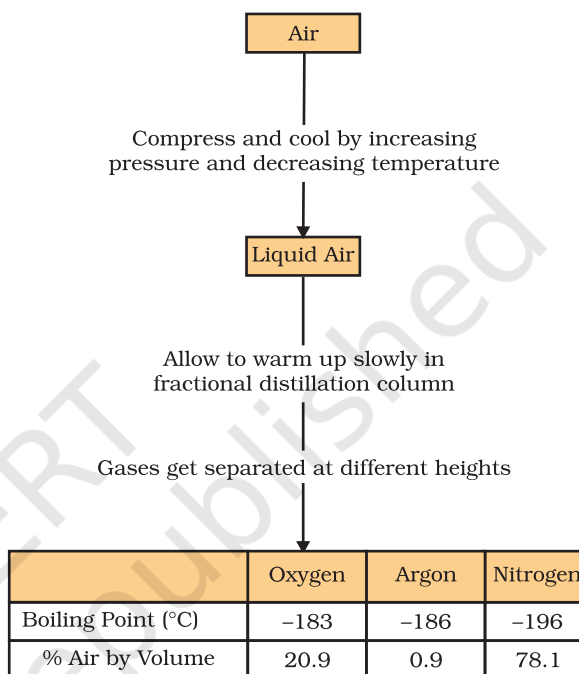 Air
Compress and cool by increasing
pressure and decreasing temperature
Liquid Air
Allow to warm up slowly in
fractional distillation column
Gases get separated at different heights
Oxygen Argon Nitrogen
Boiling Point (°C) –183 –186 –196
% Air by Volume 20.9 0.9 78.1